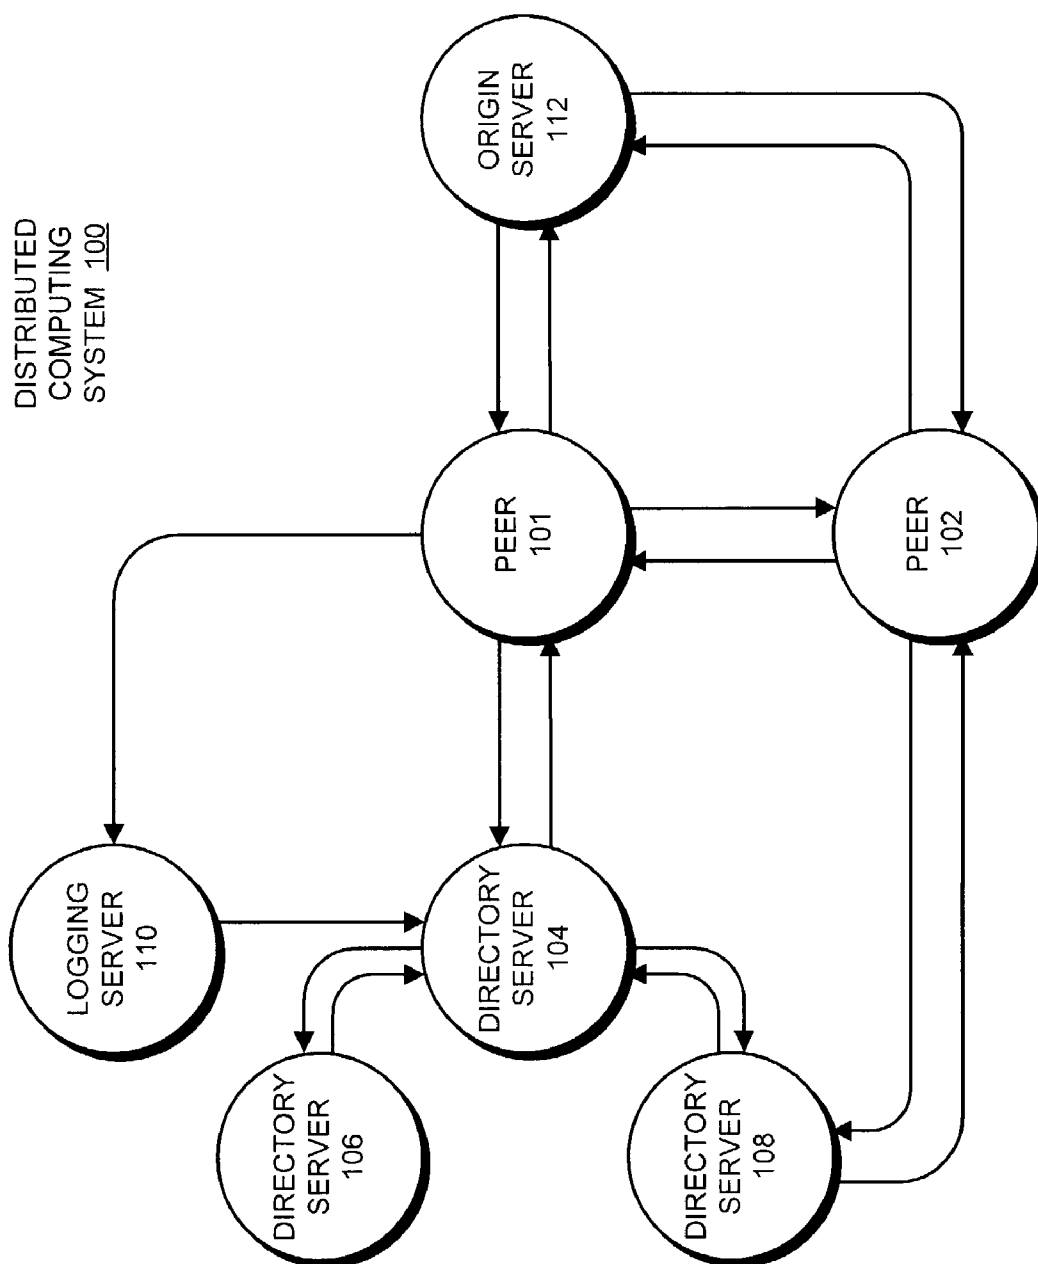 DISTRIBUTED
COMPUTING
SYSTEM 100
LOGGING
SERVER
110
DIRECTORY
SERVER
106
DIRECTORY
SERVER
104
DIRECTORY
SERVER
108
PEER
101
PEER
102
ORIGIN
SERVER
112